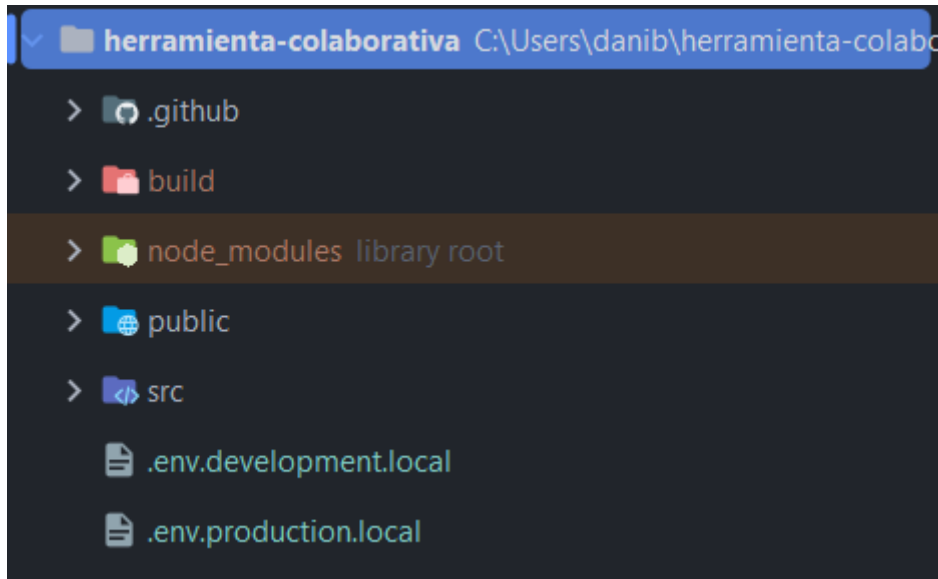 herramienta-colaborativa C:\Users\danib\herramienta-colabo
.github
build
node_modules library root
public
src
.env.development.local
.env.production.local